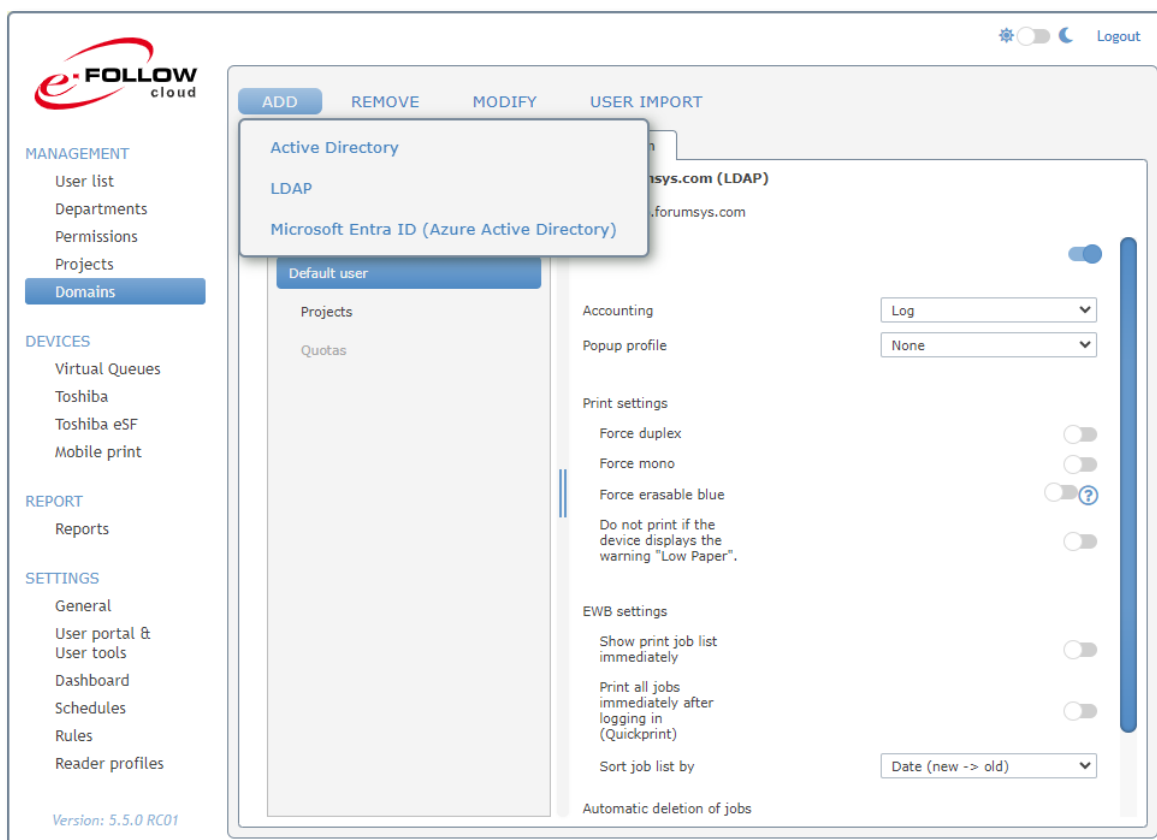 Logout
e-FOLLOW
cloud
ADD REMOVE MODIFY USER IMPORT
Active Directory
LDAP
Microsoft Entra ID (Azure Active Directory)
MANAGEMENT
User list
Departments
Permissions
Projects
Domains
DEVICES
Virtual Queues
Toshiba
Toshiba eSF
Mobile print
REPORT
Reports
SETTINGS
General
User portal &
User tools
Dashboard
Schedules
Rules
Reader profiles
Version: 5.5.0 RC01
Default user
Projects
Quotas
(LDAP)
.forumsys.com
Accounting Log
Popup profile None
Print settings
Force duplex
Force mono
Force erasable blue ?
Do not print if the
device displays the
warning "Low Paper".
EWB settings
Show print job list
immediately
Print all jobs
immediately after
logging in
(Quickprint)
Sort job list by Date (new -> old)
Automatic deletion of jobs